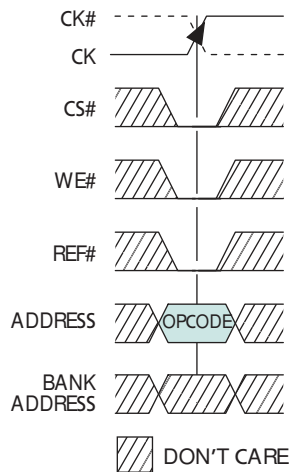 CK#
CK
CS#
WE#
REF#
ADDRESS
OPCODE
BANK
ADDRESS
DON'T CARE